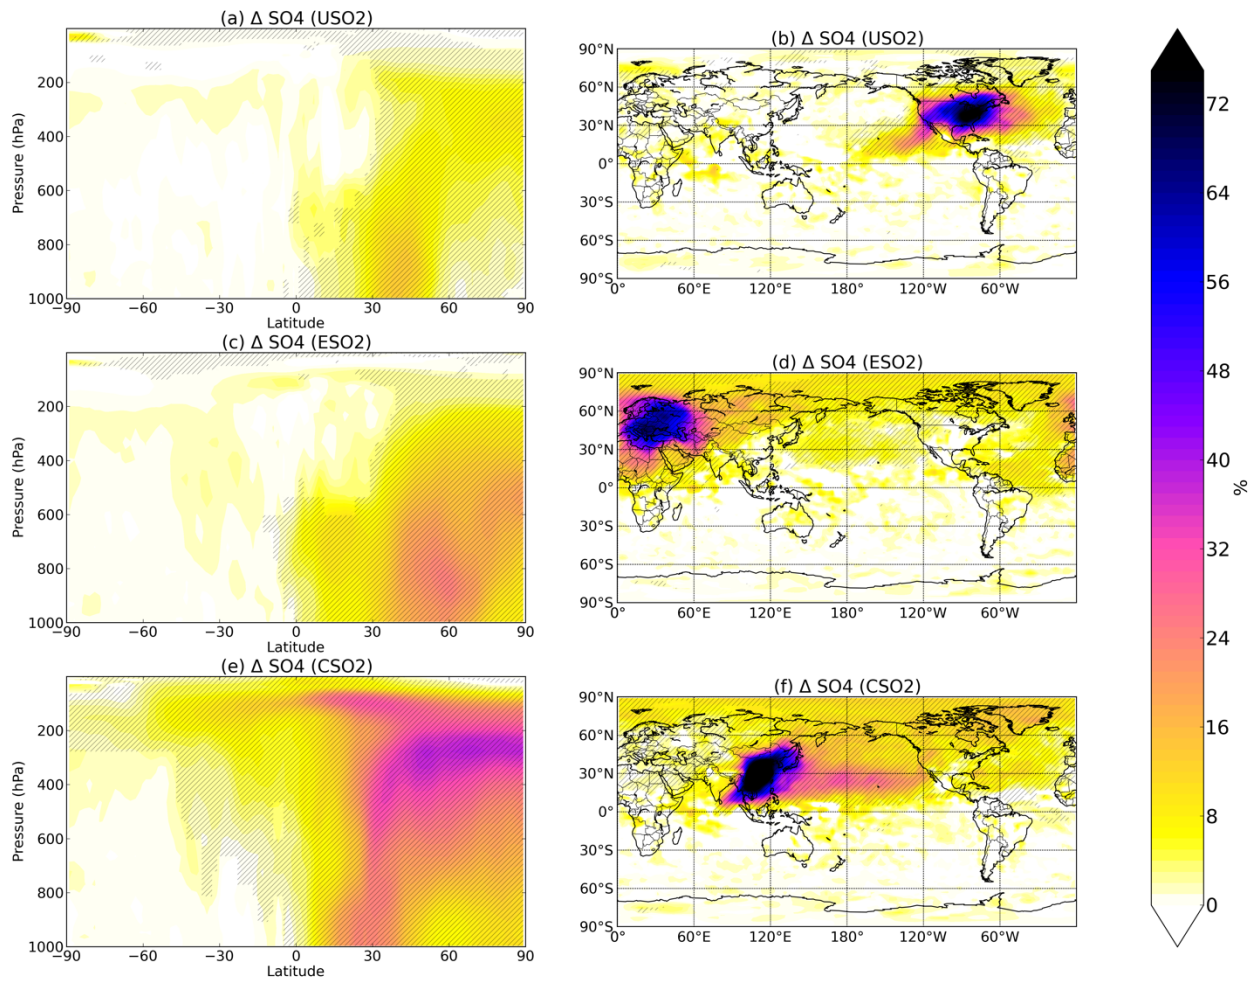 (a) Δ SO4 (USO2)
Pressure (hPa)
200
400
600
800
1000
−90 −60 −30 0 30 60 90
Latitude
(b) Δ SO4 (USO2)
90°N
60°N
30°N
0°
30°S
60°S
90°S
0° 60°E 120°E 180° 120°W 60°W
(c) Δ SO4 (ESO2)
Pressure (hPa)
200
400
600
800
1000
−90 −60 −30 0 30 60 90
Latitude
(d) Δ SO4 (ESO2)
90°N
60°N
30°N
0°
30°S
60°S
90°S
0° 60°E 120°E 180° 120°W 60°W
(e) Δ SO4 (CSO2)
Pressure (hPa)
200
400
600
800
1000
−90 −60 −30 0 30 60 90
Latitude
(f) Δ SO4 (CSO2)
90°N
60°N
30°N
0°
30°S
60°S
90°S
0° 60°E 120°E 180° 120°W 60°W
72
64
56
48
40
32
24
16
8
0
%